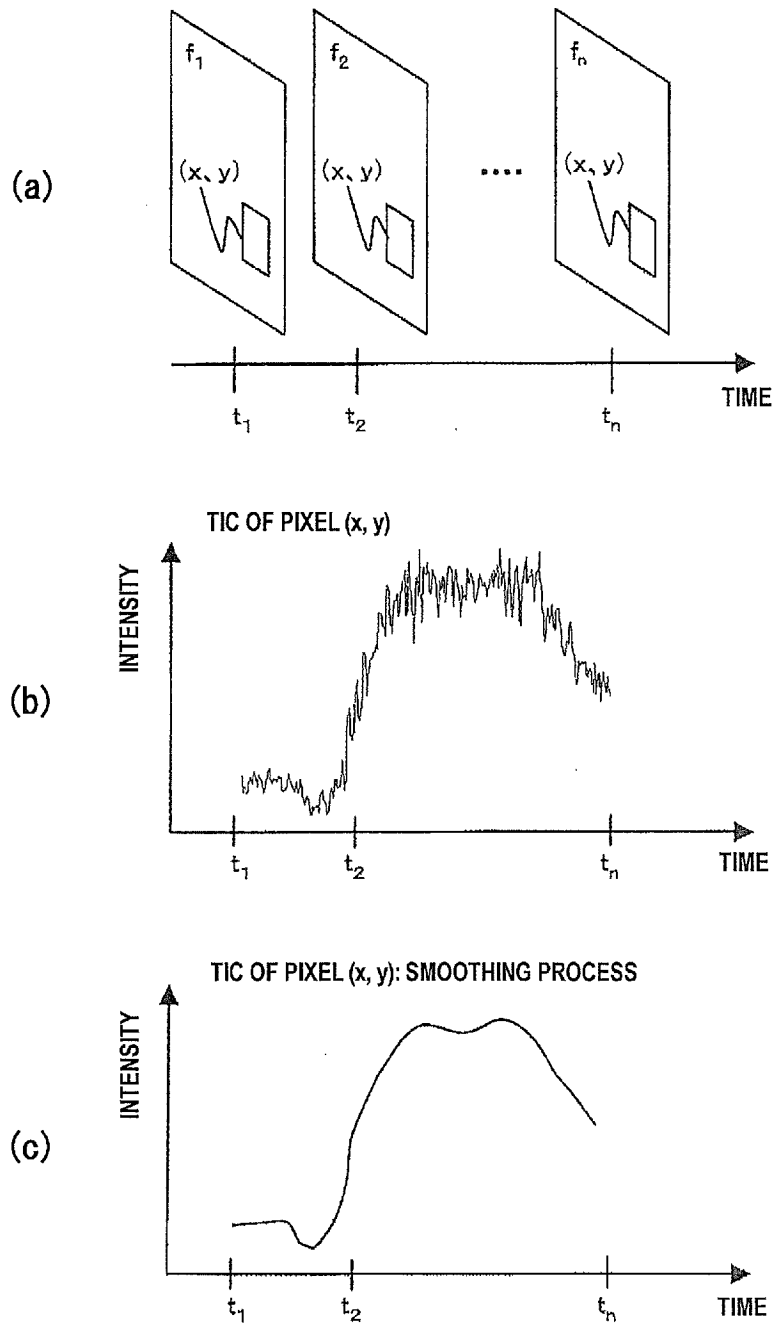 f₁ f₂ fₙ
(x、y) (x、y) ‥‥ (x、y)
(a)
TIME
t₁ t₂ tₙ
TIC OF PIXEL (x, y)
INTENSITY
(b)
t₁ t₂ tₙ TIME
TIC OF PIXEL (x, y): SMOOTHING PROCESS
INTENSITY
(c)
t₁ t₂ tₙ TIME